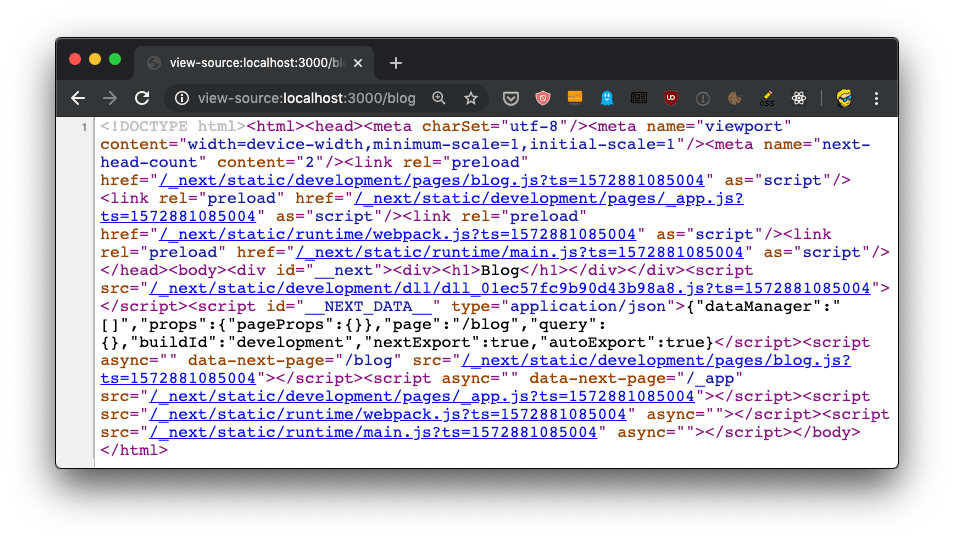 view-source:localhost:3000/bl
view-source:localhost:3000/blog
1
<!DOCTYPE html><html><head><meta charSet="utf-8"/><meta name="viewport"
content="width=device-width,minimum-scale=1,initial-scale=1"/><meta name="next-
head-count" content="2"/><link rel="preload"
href="/_next/static/development/pages/blog.js?ts=1572881085004" as="script"/>
<link rel="preload" href="/_next/static/development/pages/_app.js?
ts=1572881085004" as="script"/><link rel="preload"
href="/_next/static/runtime/webpack.js?ts=1572881085004" as="script"/><link
rel="preload" href="/_next/static/runtime/main.js?ts=1572881085004" as="script"/>
</head><body><div id="__next"><div><h1>Blog</h1></div></div><script
src="/_next/static/development/dll/dll_01ec57fc9b90d43b98a8.js?ts=1572881085004">
</script><script id="__NEXT_DATA__" type="application/json">{"dataManager":"
[]","props":{"pageProps":{}},"page":"/blog","query":
{},"buildId":"development","nextExport":true,"autoExport":true}</script><script
async="" data-next-page="/blog" src="/_next/static/development/pages/blog.js?
ts=1572881085004"></script><script async="" data-next-page="/_app"
src="/_next/static/development/pages/_app.js?ts=1572881085004"></script><script
src="/_next/static/runtime/webpack.js?ts=1572881085004" async=""></script><script
src="/_next/static/runtime/main.js?ts=1572881085004" async=""></script></body>
</html>